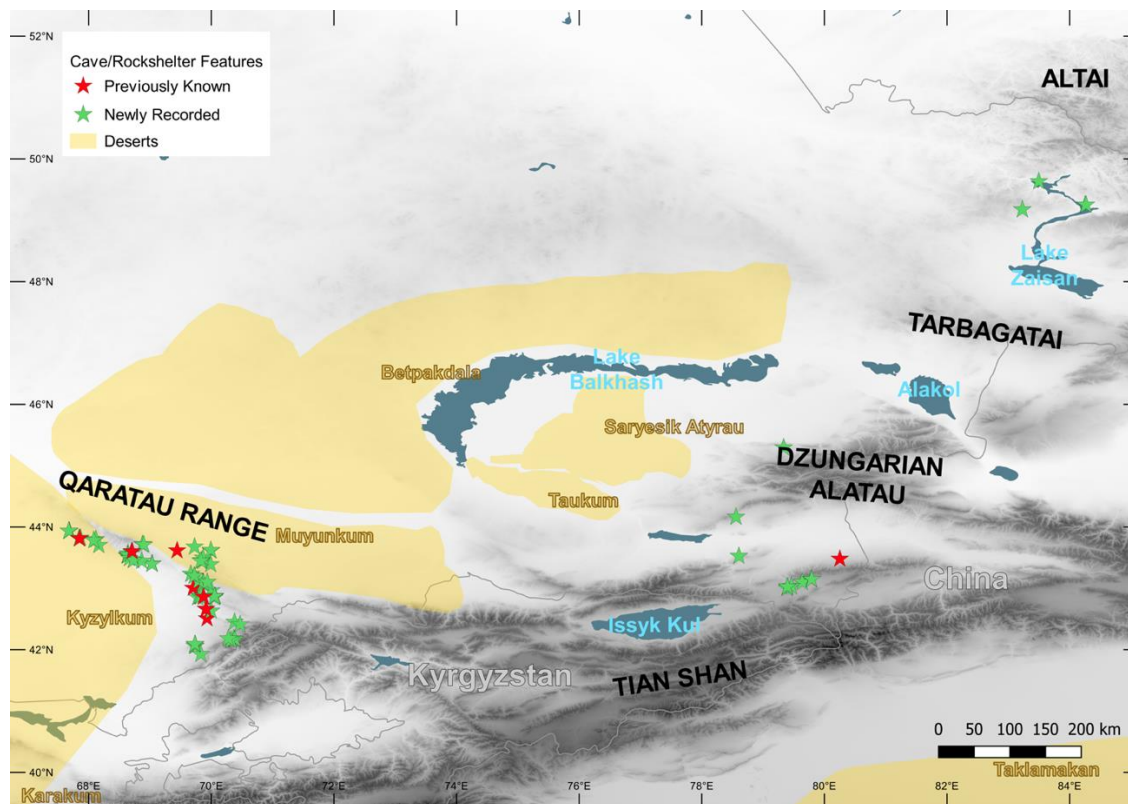 52°N
Cave/Rockshelter Features
Previously Known
Newly Recorded
Deserts
ALTAI
50°N
48°N
Lake
Zaisan
TARBAGATAI
Betpakdala
Lake
Balkhash
Alakol
46°N
Saryesik Atyrau
DZUNGARIAN
ALATAU
QARATAU RANGE
Taukum
44°N
Muyunkum
China
Kyzylkum
Issyk Kul
42°N
Kyrgyzstan
TIAN SHAN
0 50 100 150 200 km
40°N
Taklamakan
68°E
70°E
72°E
74°E
76°E
78°E
80°E
82°E
84°E
Karakum